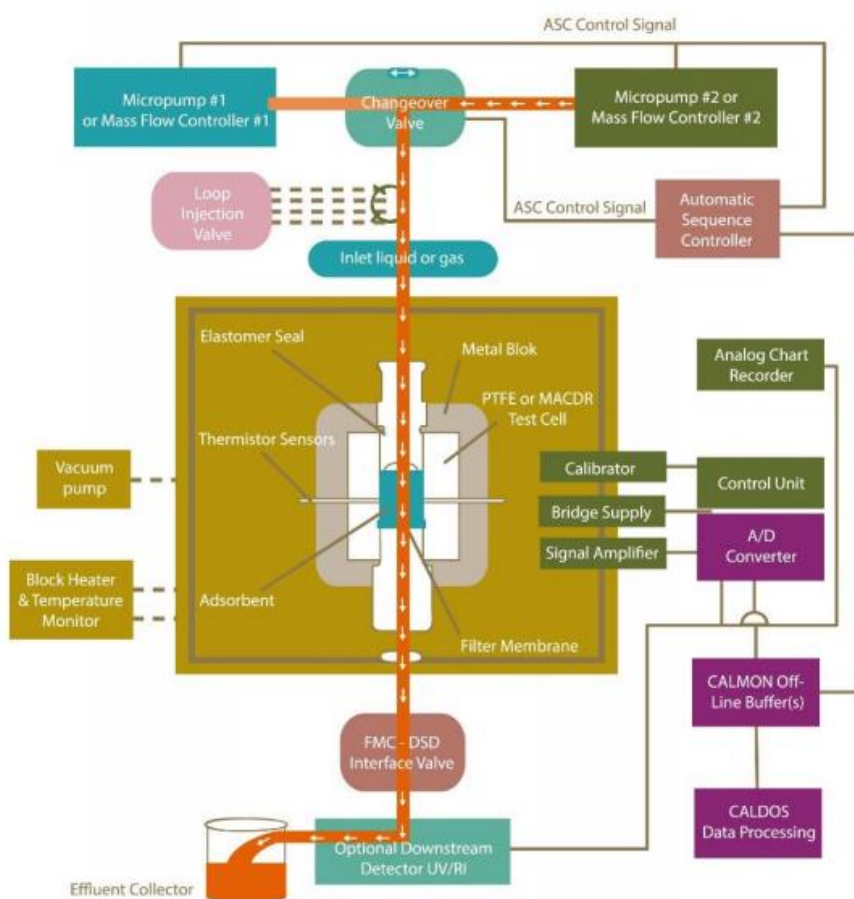 ASC Control Signal
Micropump #1
or Mass Flow Controller #1
Changeover
Valve
Micropump #2 or
Mass Flow Controller #2
Loop
Injection
Valve
ASC Control Signal
Automatic
Sequence
Controller
Inlet liquid or gas
Elastomer Seal
Metal Blok
Analog Chart
Recorder
PTFE or MACDR
Test Cell
Thermistor Sensors
Vacuum
pump
Calibrator
Control Unit
Bridge Supply
Signal Amplifier
A/D
Converter
Block Heater
& Temperature
Monitor
Adsorbent
Filter Membrane
CALMON Off-
Line Buffer(s)
FMC - DSD
Interface Valve
CALDOS
Data Processing
Optional Downstream
Detector UV/RI
Effluent Collector